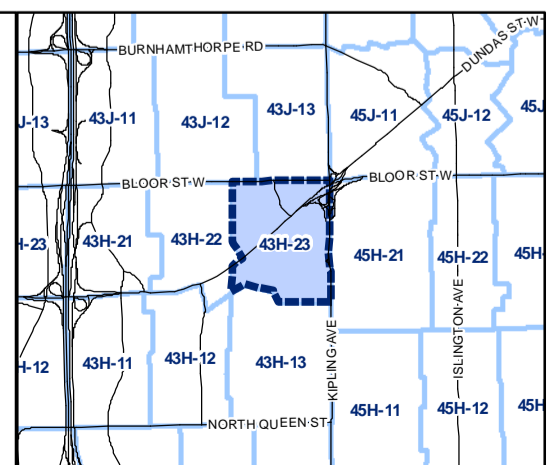 DUNDAS ST W
BURNHAMTHORPE RD
J-13
43J-11
43J-12
43J-13
45J-11
45J-12
45J
BLOOR ST W
BLOOR ST W
H-23
43H-21
43H-22
43H-23
45H-21
45H-22
45H
ISLINGTON AVE
KIPLING AVE
H-12
43H-11
43H-12
43H-13
45H-11
45H-12
45H
NORTH QUEEN ST